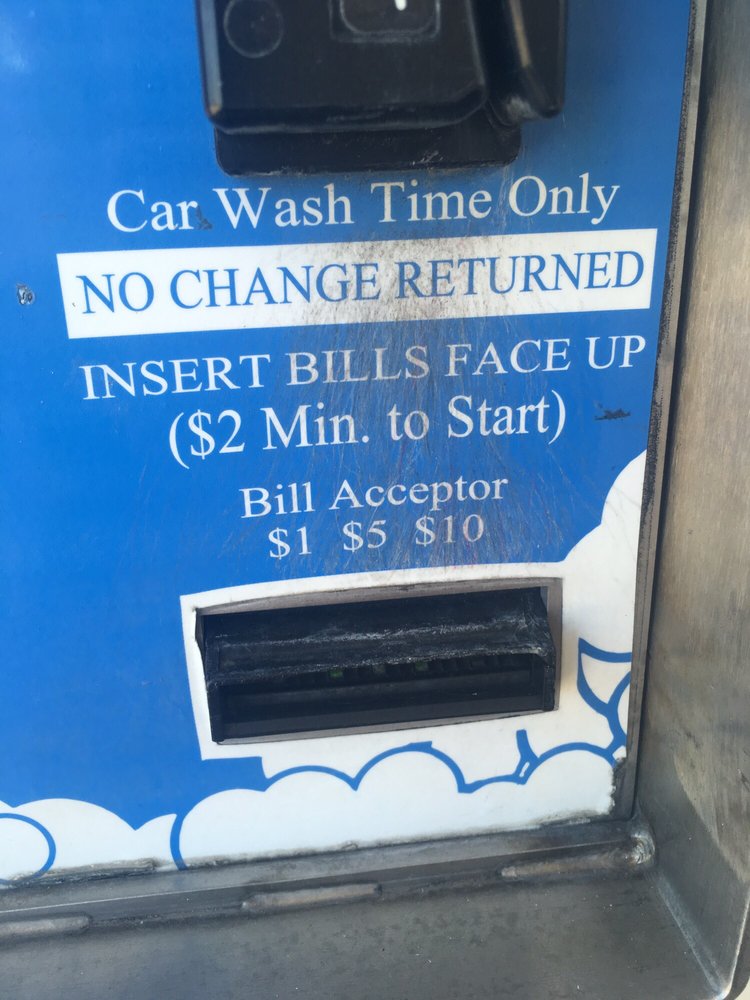 Car Wash Time Only
NO CHANGE RETURNED
INSERT BILLS FACE UP
($2 Min. to Start)
Bill Acceptor
$1 $5 $10